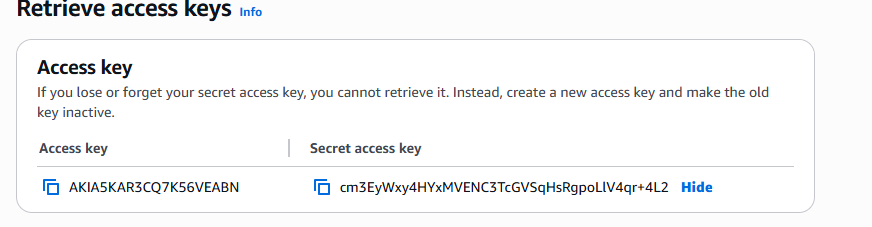 Retrieve access keys Info
Access key
If you lose or forget your secret access key, you cannot retrieve it. Instead, create a new access key and make the old
key inactive.
Access key Secret access key
AKIA5KAR3CQ7K56VEABN cm3EyWxy4HYxMVENC3TcGVSqHsRgpoLlV4qr+4L2 Hide